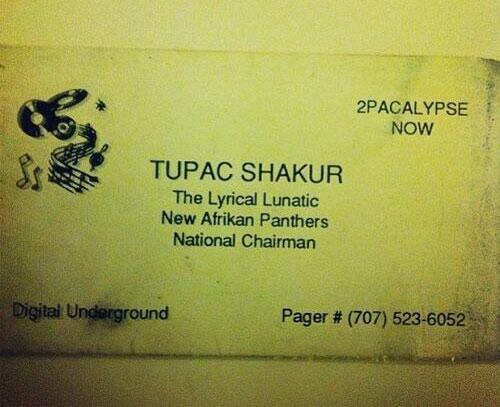 2PACALYPSE
NOW
TUPAC SHAKUR
The Lyrical Lunatic
New Afrikan Panthers
National Chairman
Digital Underground
Pager # (707) 523-6052